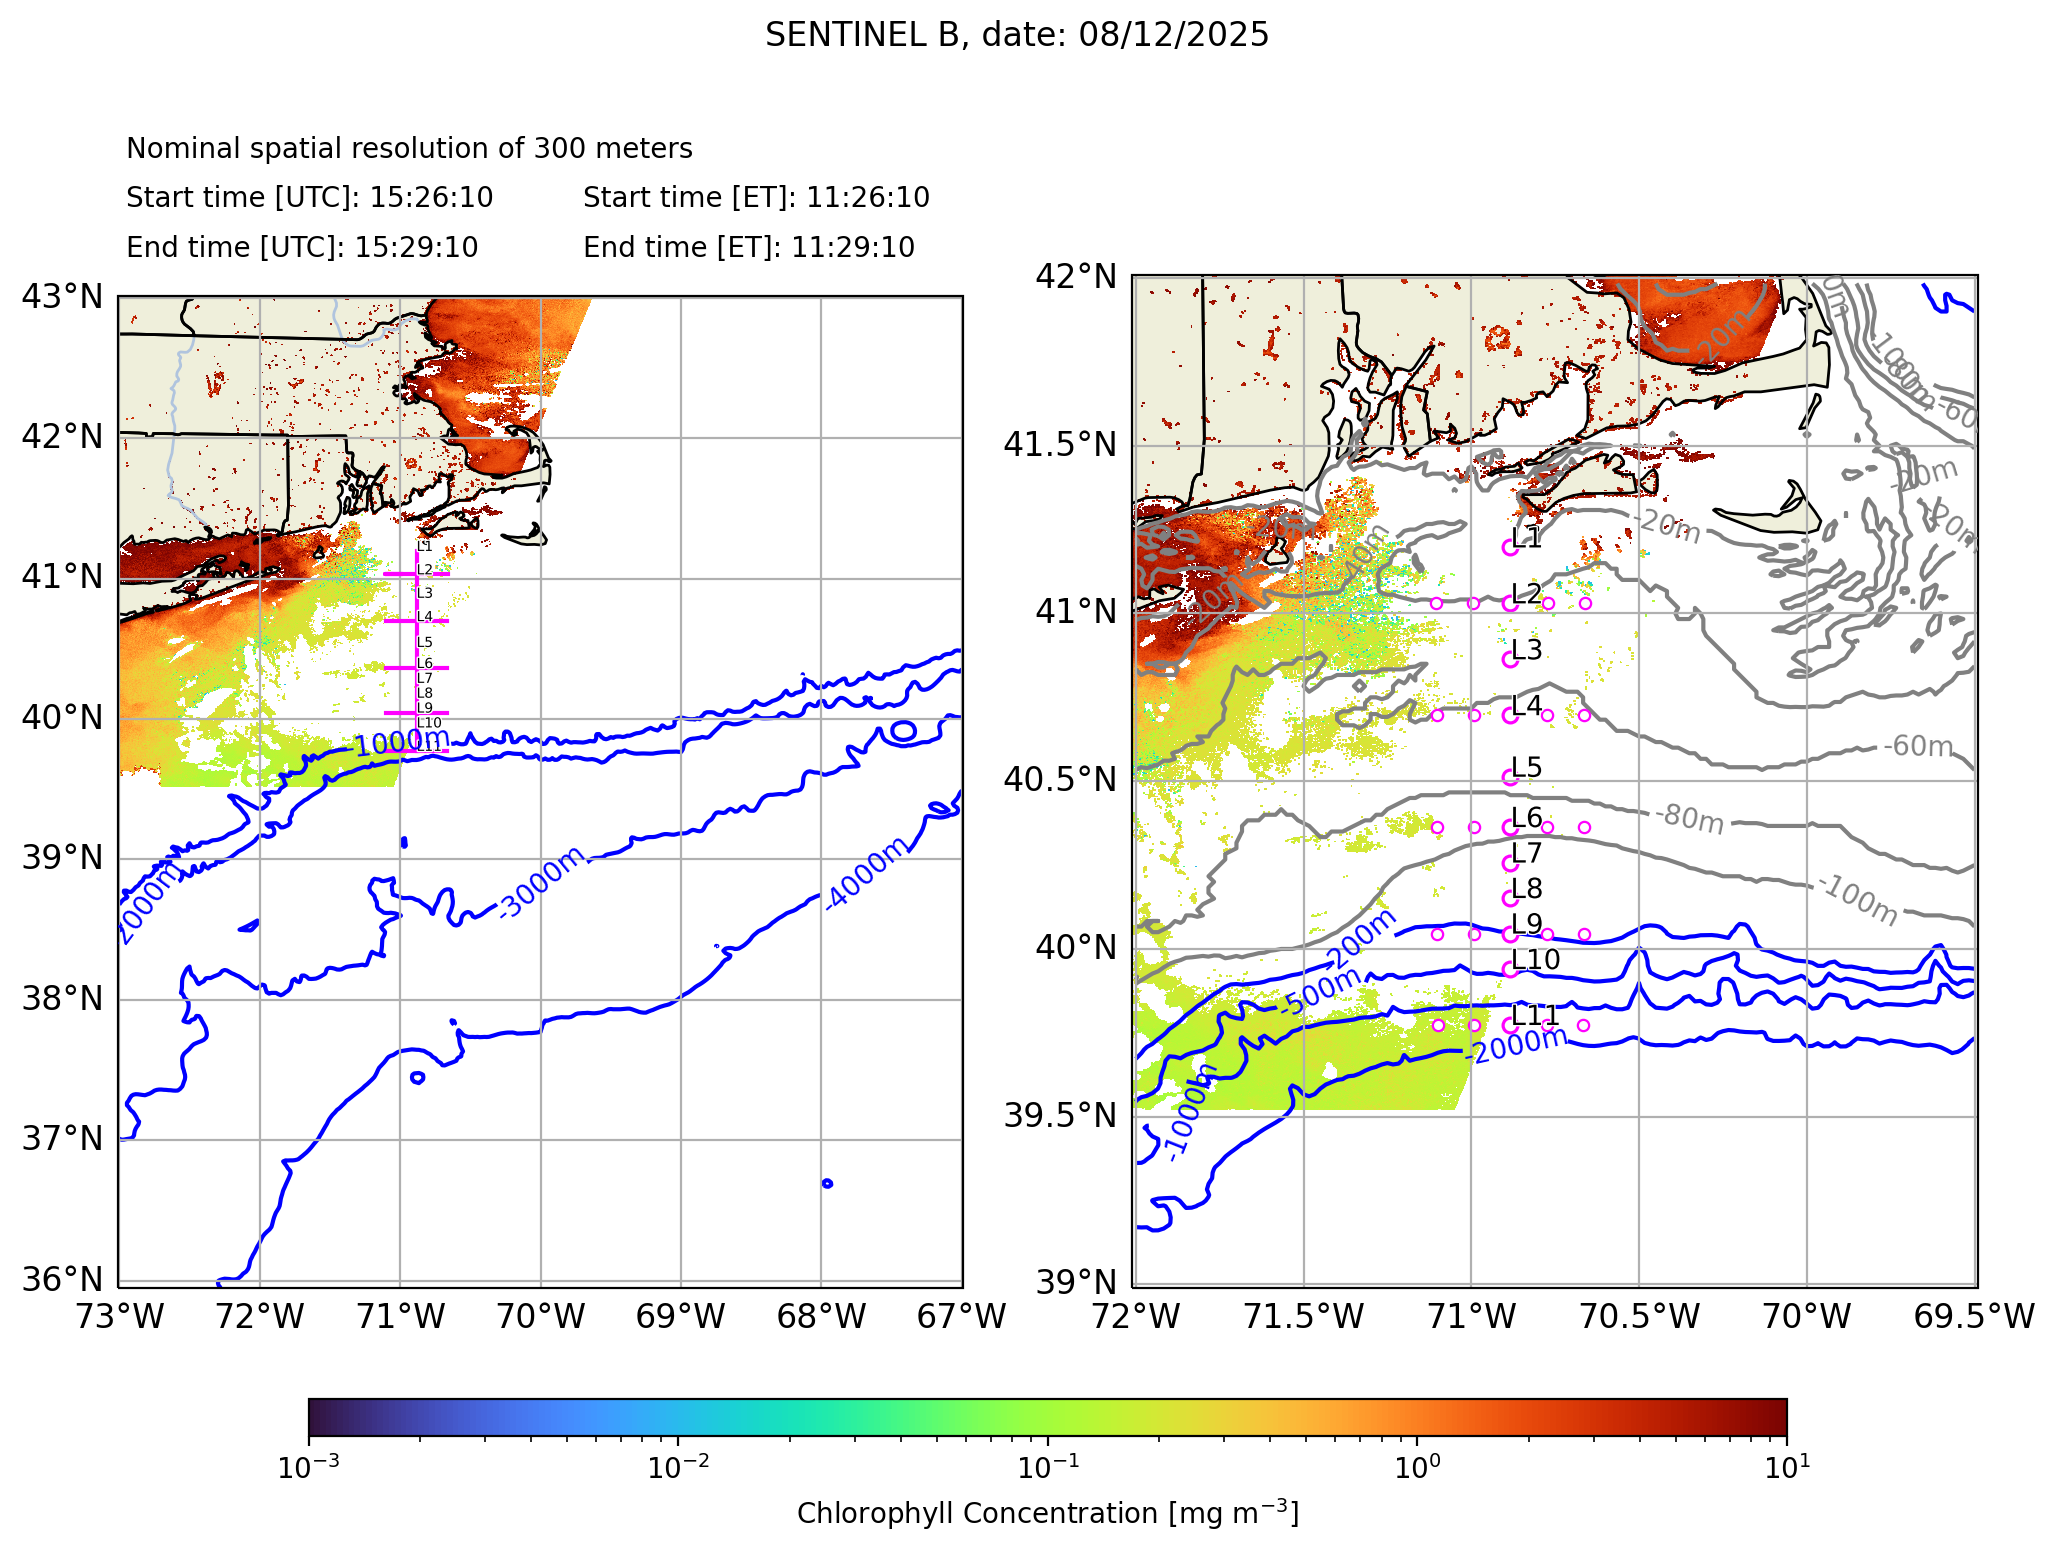 SENTINEL B, date: 08/12/2025
Nominal spatial resolution of 300 meters
Start time [UTC]: 15:26:10
Start time [ET]: 11:26:10
End time [UTC]: 15:29:10
End time [ET]: 11:29:10
43°N
42°N
41°N
40°N
39°N
38°N
37°N
36°N
73°W
72°W
71°W
70°W
69°W
68°W
67°W
L1
L2
L3
L4
L5
L6
L7
L8
L9
L10
L11
-1000m
2000m
-3000m
-4000m
42°N
41.5°N
41°N
40.5°N
40°N
39.5°N
39°N
72°W
71.5°W
71°W
70.5°W
70°W
69.5°W
-20m
-20m
-20m
-40m
-60m
-60
-80m
-100m
-200m
-500m
-1000m
-2000m
L1
L2
L3
L4
L5
L6
L7
L8
L9
L10
L11
10⁻³
10⁻²
10⁻¹
10⁰
10¹
Chlorophyll Concentration [mg m⁻³]